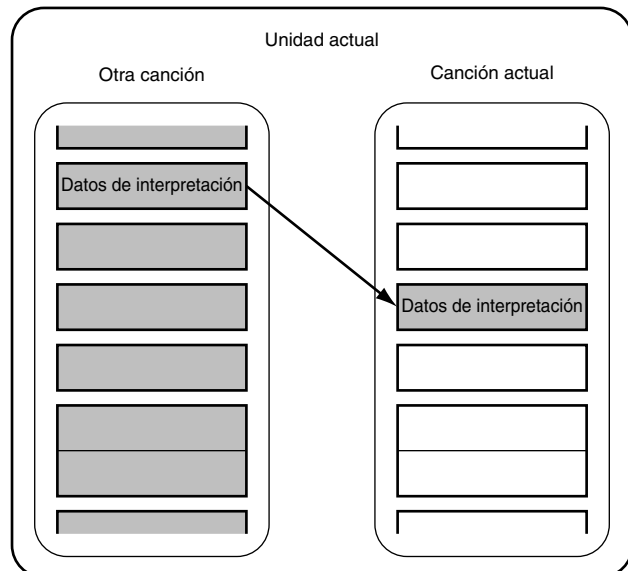 Unidad actual
Otra canción
Canción actual
Datos de interpretación
Datos de interpretación